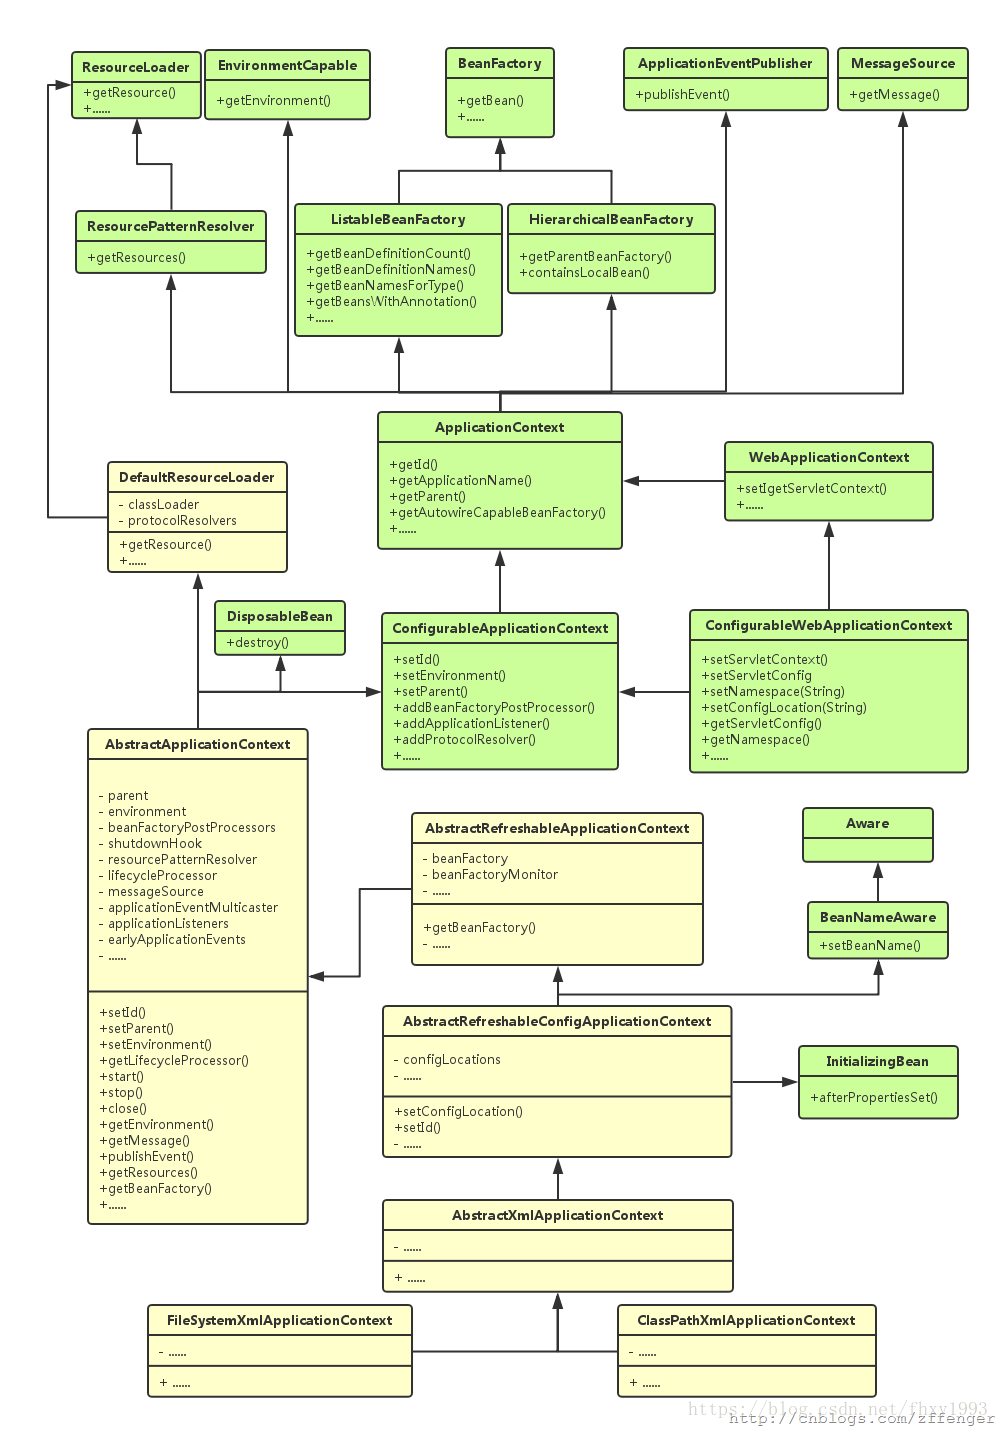 ResourceLoader
+getResource()
+......
EnvironmentCapable
+getEnvironment()
BeanFactory
+getBean()
+......
ApplicationEventPublisher
+publishEvent()
MessageSource
+getMessage()
ResourcePatternResolver
+getResources()
ListableBeanFactory
+getBeanDefinitionCount()
+getBeanDefinitionNames()
+getBeanNamesForType()
+getBeansWithAnnotation()
+......
HierarchicalBeanFactory
+getParentBeanFactory()
+containsLocalBean()
ApplicationContext
+getId()
+getApplicationName()
+getParent()
+getAutowireCapableBeanFactory()
+......
WebApplicationContext
+setIgetServletContext()
+......
DefaultResourceLoader
- classLoader
- protocolResolvers
+getResource()
+......
DisposableBean
+destroy()
ConfigurableApplicationContext
+setId()
+setEnvironment()
+setParent()
+addBeanFactoryPostProcessor()
+addApplicationListener()
+addProtocolResolver()
+......
ConfigurableWebApplicationContext
+setServletContext()
+setServletConfig
+setNamespace(String)
+setConfigLocation(String)
+getServletConfig()
+getNamespace()
+......
AbstractApplicationContext
- parent
- environment
- beanFactoryPostProcessors
- shutdownHook
- resourcePatternResolver
- lifecycleProcessor
- messageSource
- applicationEventMulticaster
- applicationListeners
- earlyApplicationEvents
- ......
+setId()
+setParent()
+setEnvironment()
+getLifecycleProcessor()
+start()
+stop()
+close()
+getEnvironment()
+getMessage()
+publishEvent()
+getResources()
+getBeanFactory()
+......
AbstractRefreshableApplicationContext
- beanFactory
- beanFactoryMonitor
- ......
+getBeanFactory()
- ......
Aware
BeanNameAware
+setBeanName()
AbstractRefreshableConfigApplicationContext
- configLocations
- ......
+setConfigLocation()
+setId()
- ......
InitializingBean
+afterPropertiesSet()
AbstractXmlApplicationContext
- ......
+ ......
FileSystemXmlApplicationContext
- ......
+ ......
ClassPathXmlApplicationContext
- ......
+ ......
https://blog.csdn.net/fhxy1993
http://cnblogs.com/zffenger